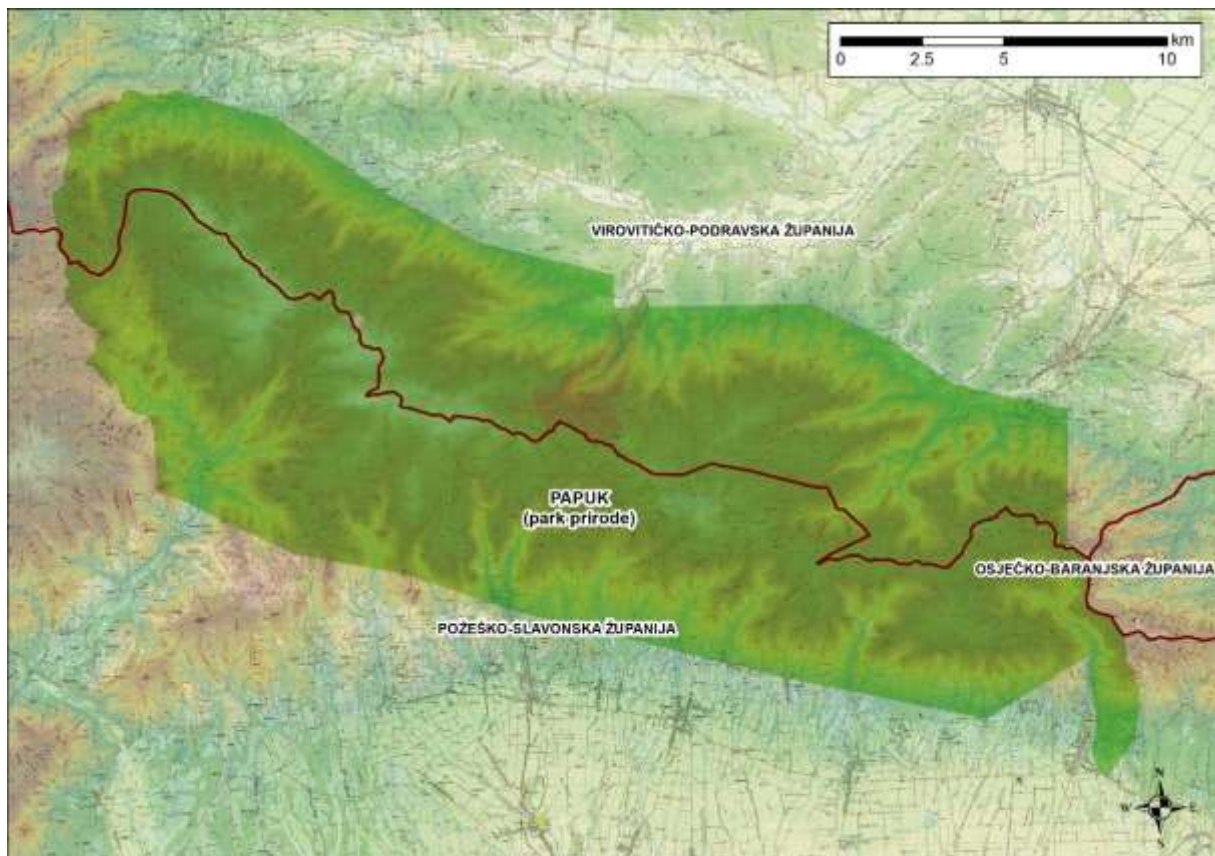 km
0 2.5 5 10
VIROVITIČKO-PODRAVSKA ŽUPANIJA
PAPUK
(park prirode)
OSJEČKO-BARANJSKA ŽUPANIJA
POŽEŠKO-SLAVONSKA ŽUPANIJA
N
W E
S